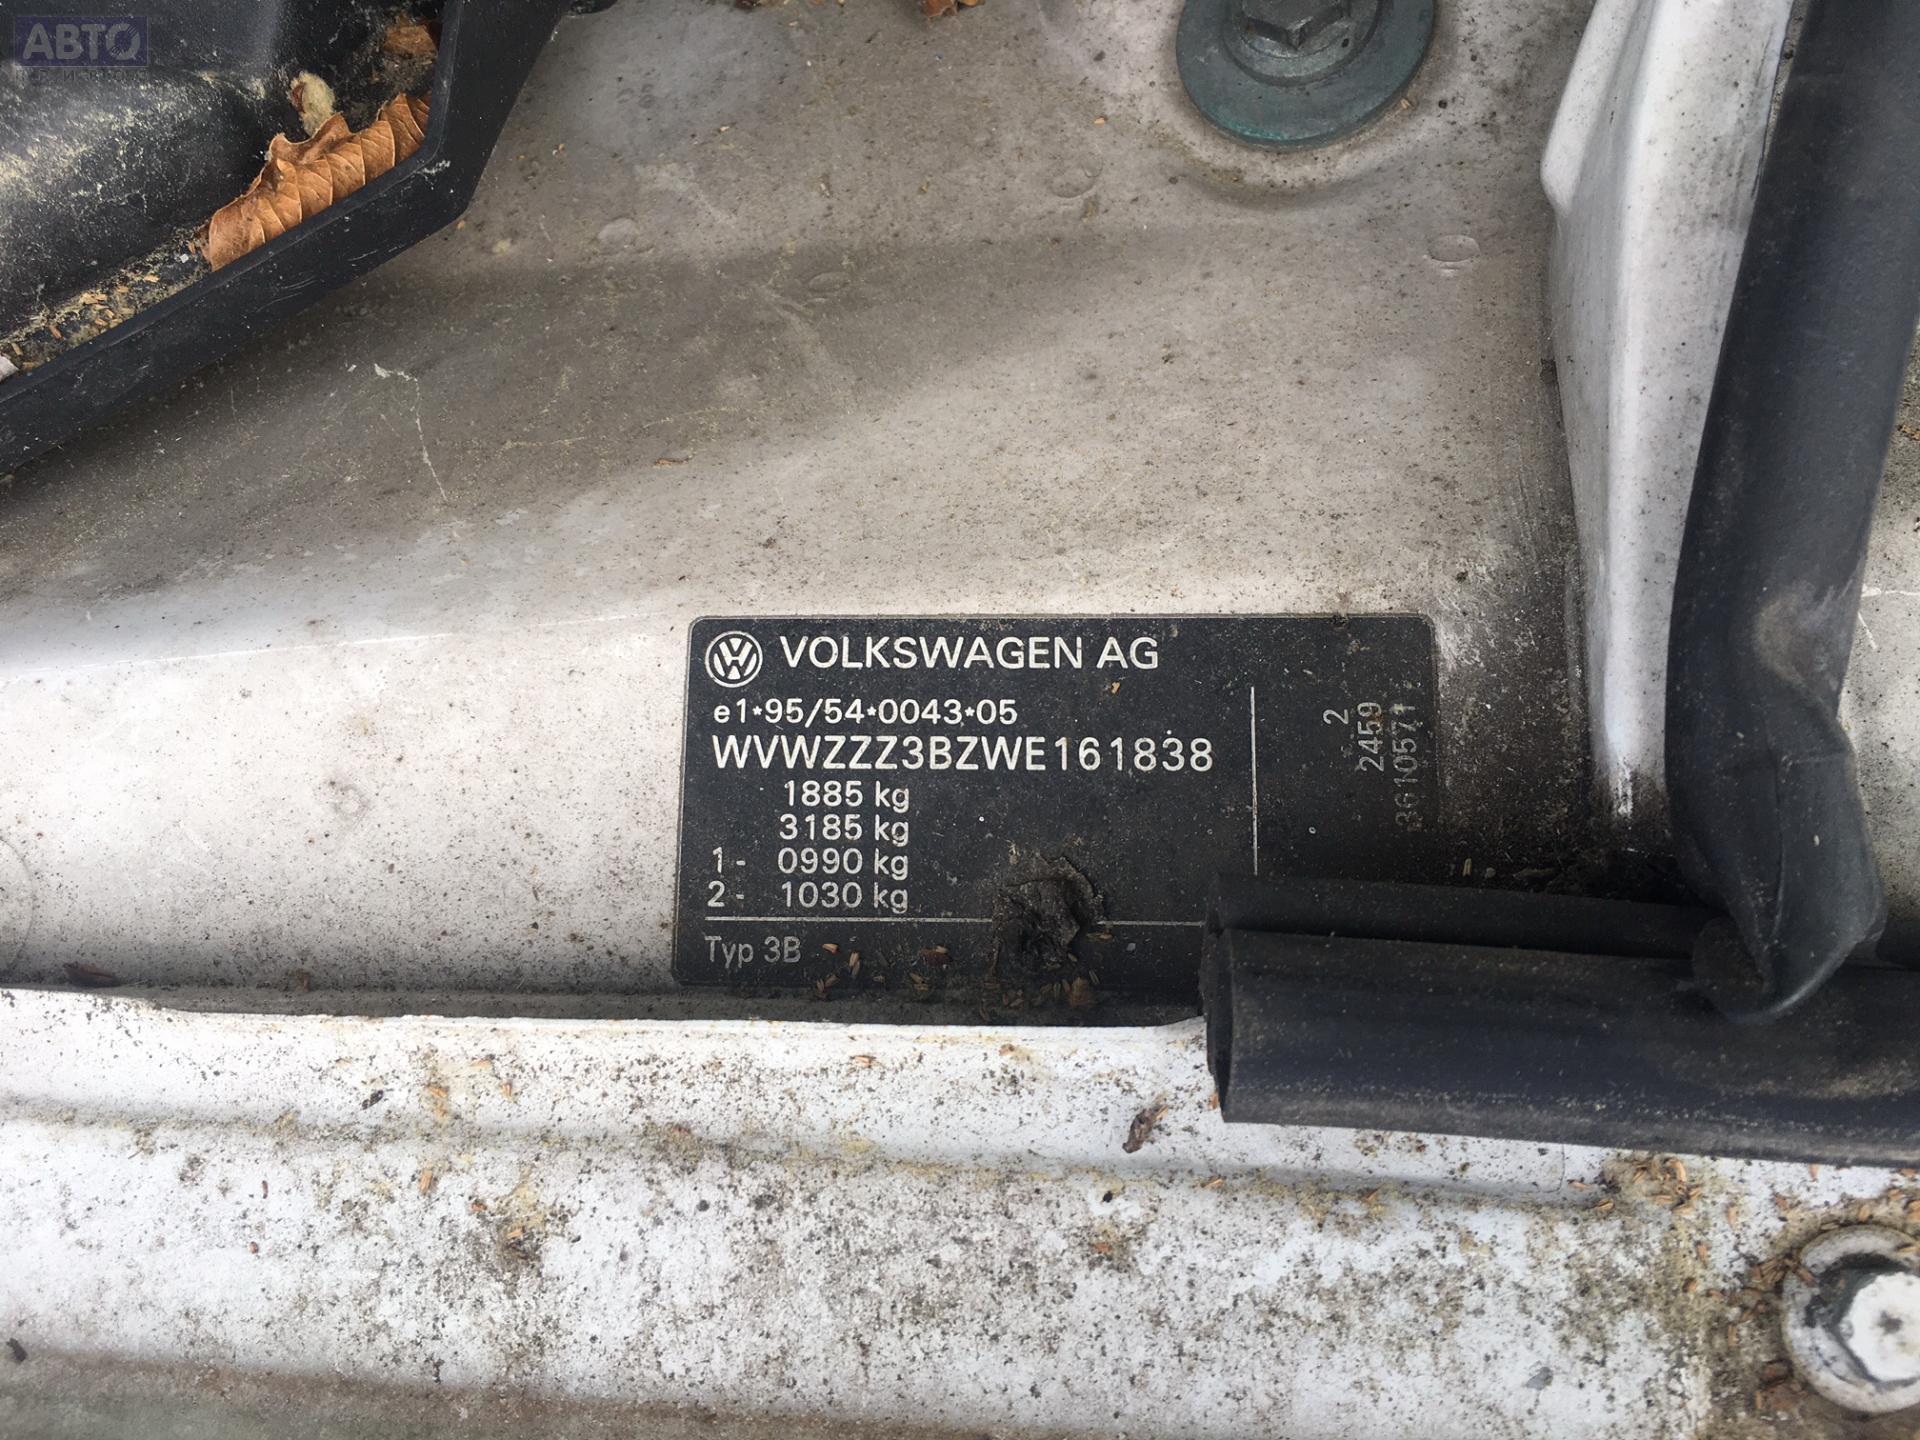 АВТО
VOLKSWAGEN AG
e1*95/54*0043*05
WVWZZZ3BZWE161838
1885 kg
3185 kg
1- 0990 kg
2- 1030 kg
Typ 3B
2
2459
3610571